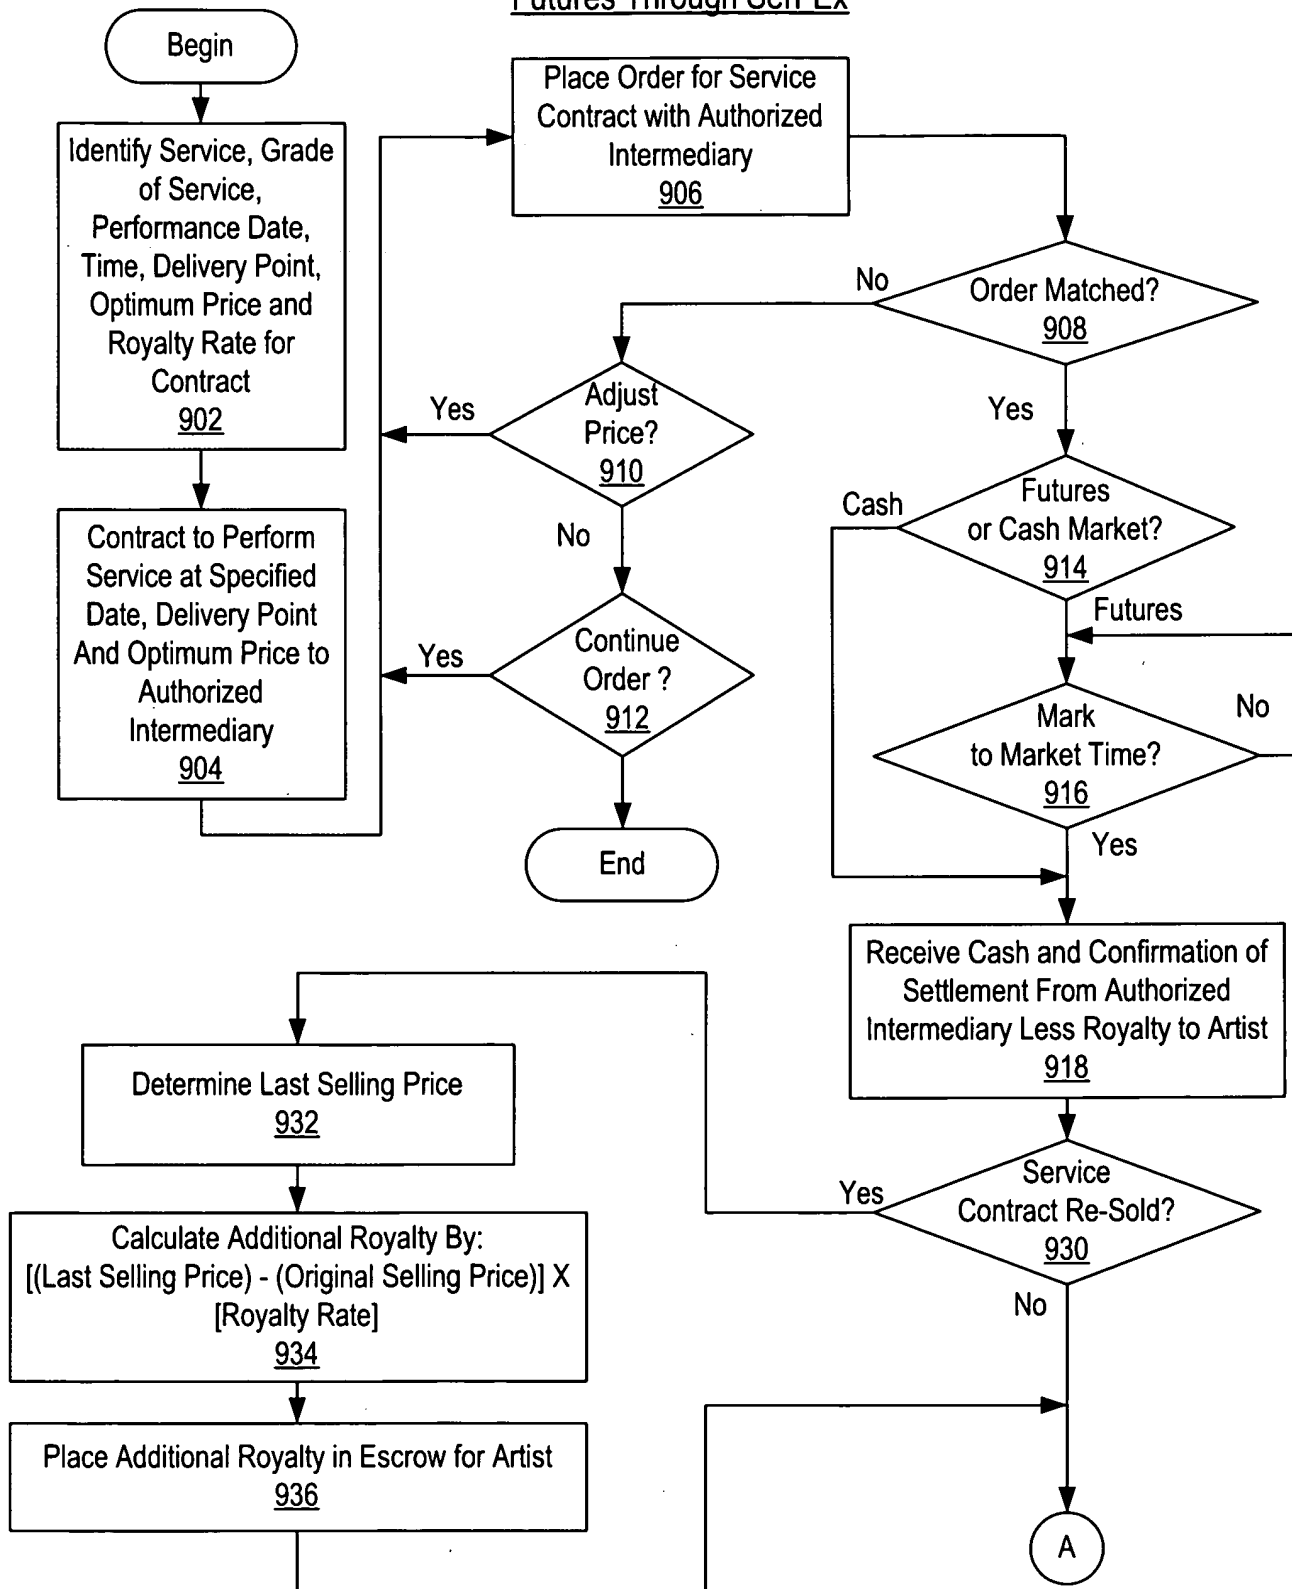 Futures Through Serv-Ex
Begin
Identify Service, Grade
of Service,
Performance Date,
Time, Delivery Point,
Optimum Price and
Royalty Rate for
Contract
902
Contract to Perform
Service at Specified
Date, Delivery Point
And Optimum Price to
Authorized
Intermediary
904
Place Order for Service
Contract with Authorized
Intermediary
906
Order Matched?
908
No
Yes
Adjust
Price?
910
Yes
No
Continue
Order ?
912
Yes
End
Futures
or Cash Market?
914
Cash
Futures
Mark
to Market Time?
916
No
Yes
Receive Cash and Confirmation of
Settlement From Authorized
Intermediary Less Royalty to Artist
918
Service
Contract Re-Sold?
930
Yes
No
Determine Last Selling Price
932
Calculate Additional Royalty By:
[(Last Selling Price) - (Original Selling Price)] X
[Royalty Rate]
934
Place Additional Royalty in Escrow for Artist
936
A